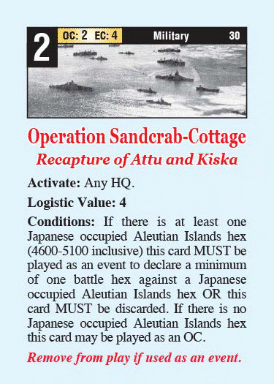 2 OC: 2 EC: 4 Military 30
Operation Sandcrab-Cottage
Recapture of Attu and Kiska
Activate: Any HQ.
Logistic Value: 4
Conditions: If there is at least one
Japanese occupied Aleutian Islands hex
(4600-5100 inclusive) this card MUST be
played as an event to declare a minimum
of one battle hex against a Japanese
occupied Aleutian Islands hex OR this
card MUST be discarded. If there is no
Japanese occupied Aleutian Islands hex
this card may be played as an OC.
Remove from play if used as an event.